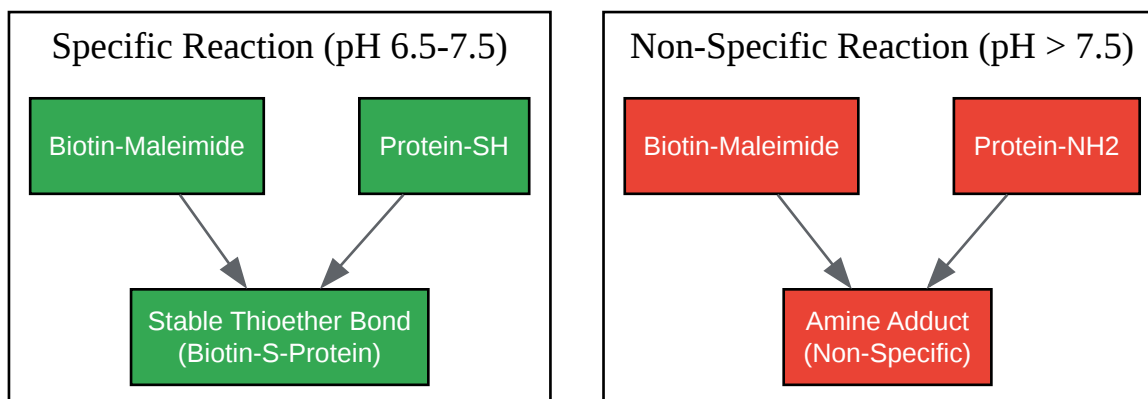 Specific Reaction (pH 6.5-7.5)
Biotin-Maleimide
Protein-SH
Stable Thioether Bond
(Biotin-S-Protein)
Non-Specific Reaction (pH > 7.5)
Biotin-Maleimide
Protein-NH2
Amine Adduct
(Non-Specific)